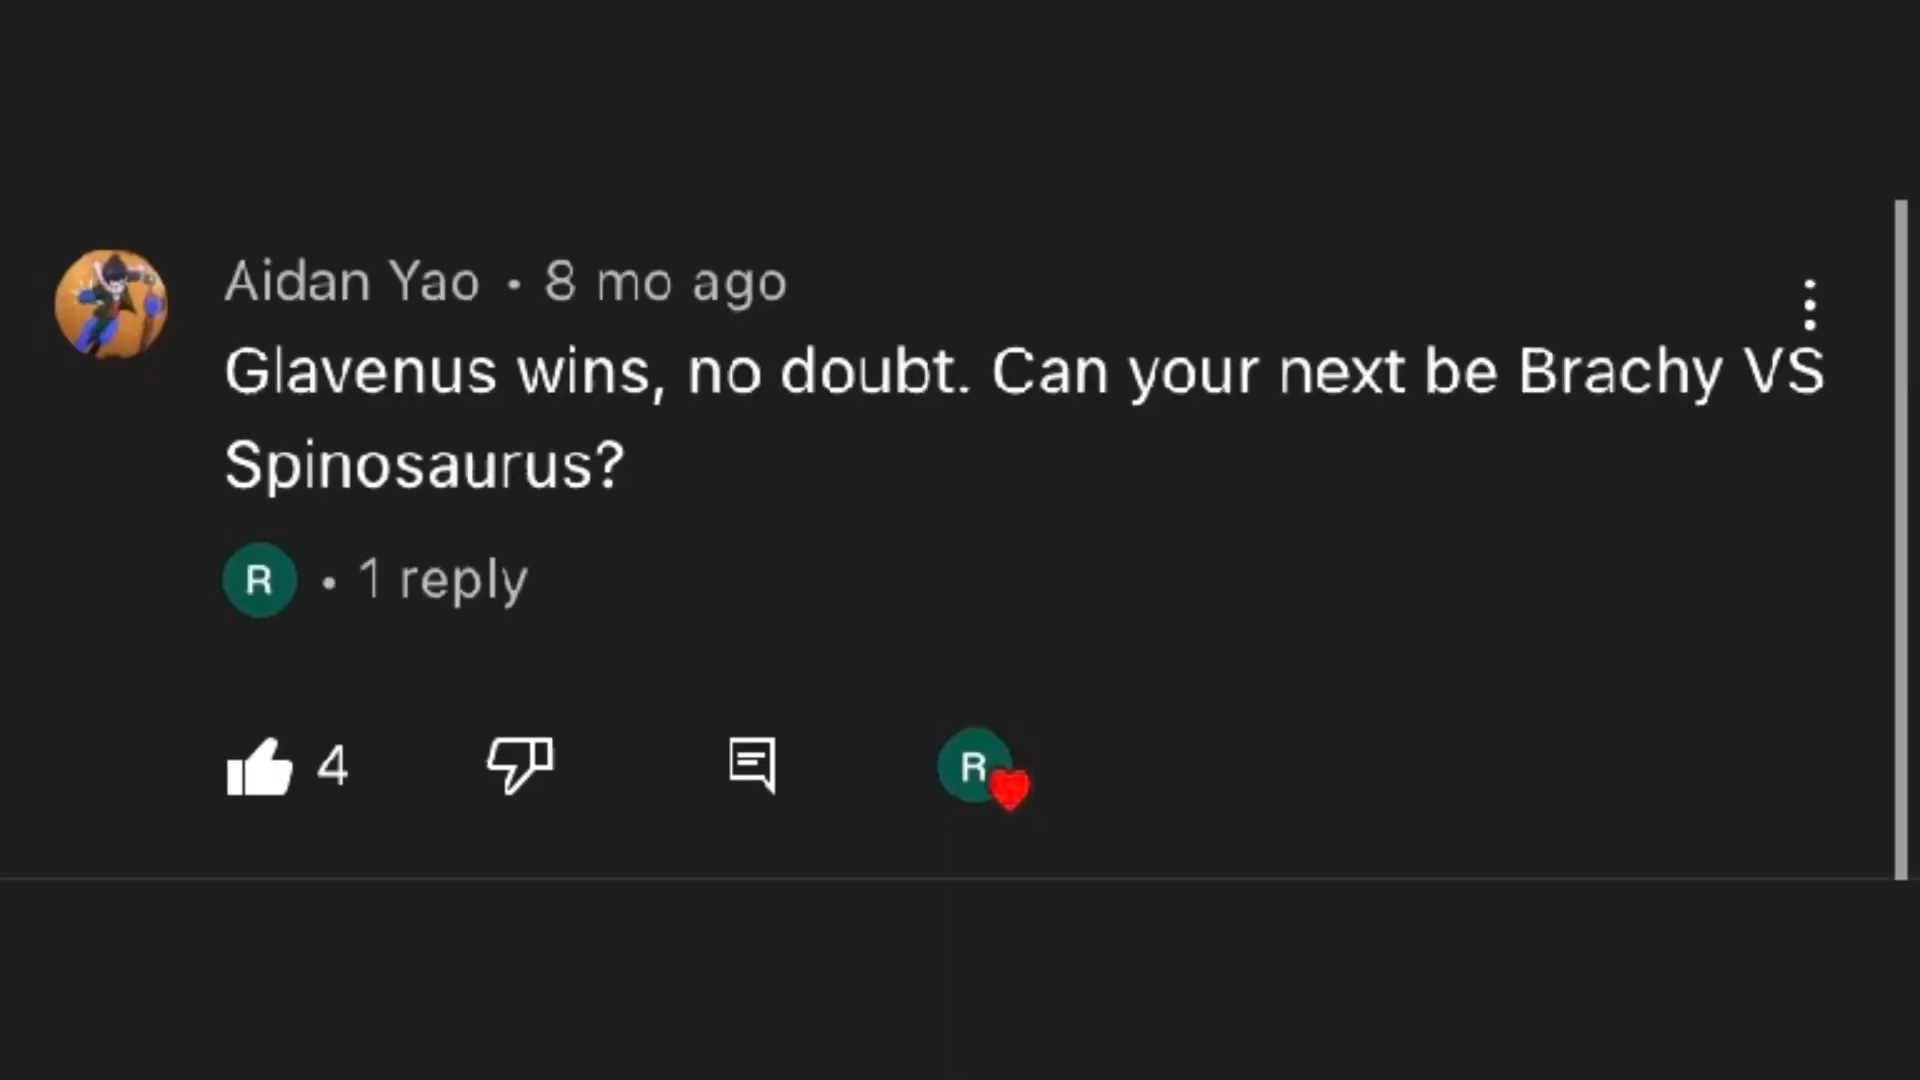 Aidan Yao • 8 mo ago
Glavenus wins, no doubt. Can your next be Brachy VS
Spinosaurus?
R • 1 reply
4 R